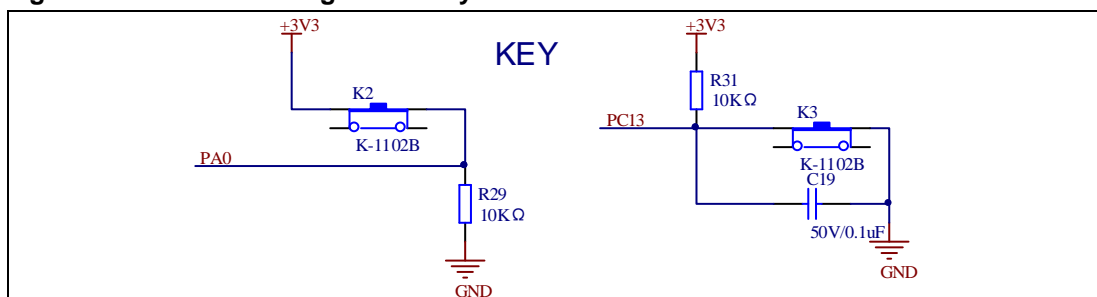 +3V3
KEY
K2
K-1102B
PA0
R29
10KΩ
GND
+3V3
R31
10KΩ
PC13
K3
K-1102B
C19
50V/0.1uF
GND